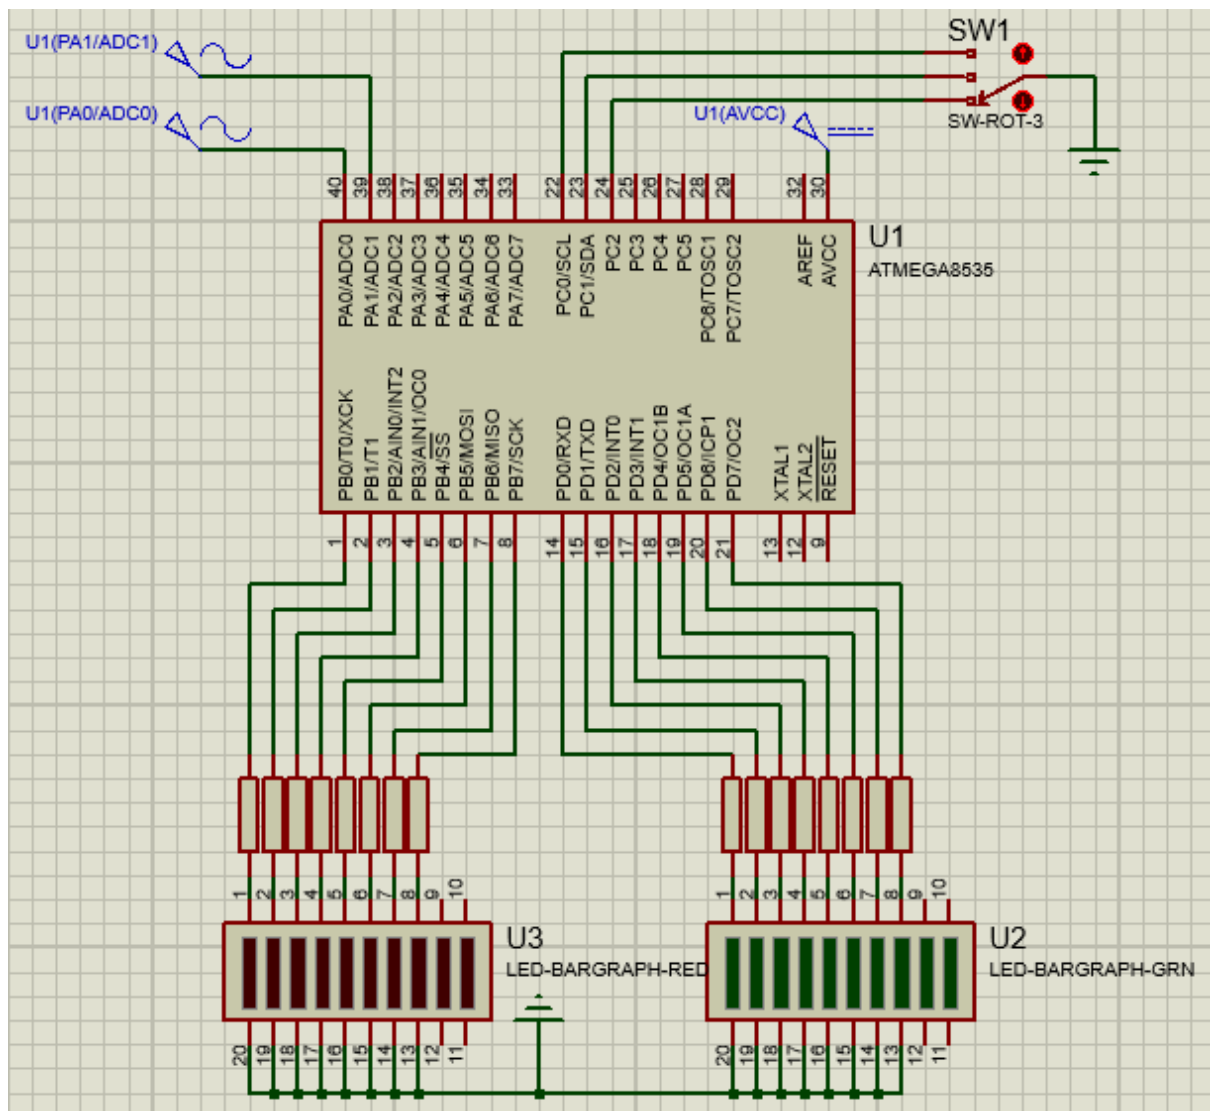 U1(PA1/ADC1)
SW1
U1(PA0/ADC0)
U1(AVCC)
SW-ROT-3
40 39 38 37 36 35 34 33 22 23 24 25 26 27 28 29 32 30
U1
ATMEGA8535
PA0/ADC0
PA1/ADC1
PA2/ADC2
PA3/ADC3
PA4/ADC4
PA5/ADC5
PA6/ADC6
PA7/ADC7
PC0/SCL
PC1/SDA
PC2
PC3
PC4
PC5
PC6/TOSC1
PC7/TOSC2
AREF
AVCC
PB0/T0/XCK
PB1/T1
PB2/AIN0/INT2
PB3/AIN1/OC0
PB4/SS
PB5/MOSI
PB6/MISO
PB7/SCK
PD0/RXD
PD1/TXD
PD2/INT0
PD3/INT1
PD4/OC1B
PD5/OC1A
PD6/ICP1
PD7/OC2
XTAL1
XTAL2
RESET
1 2 3 4 5 6 7 8 14 15 16 17 18 19 20 21 13 12 9
1 2 3 4 5 6 7 8 9 10
1 2 3 4 5 6 7 8 9 10
U3
LED-BARGRAPH-RED
U2
LED-BARGRAPH-GRN
20 19 18 17 16 15 14 13 12 11
20 19 18 17 16 15 14 13 12 11